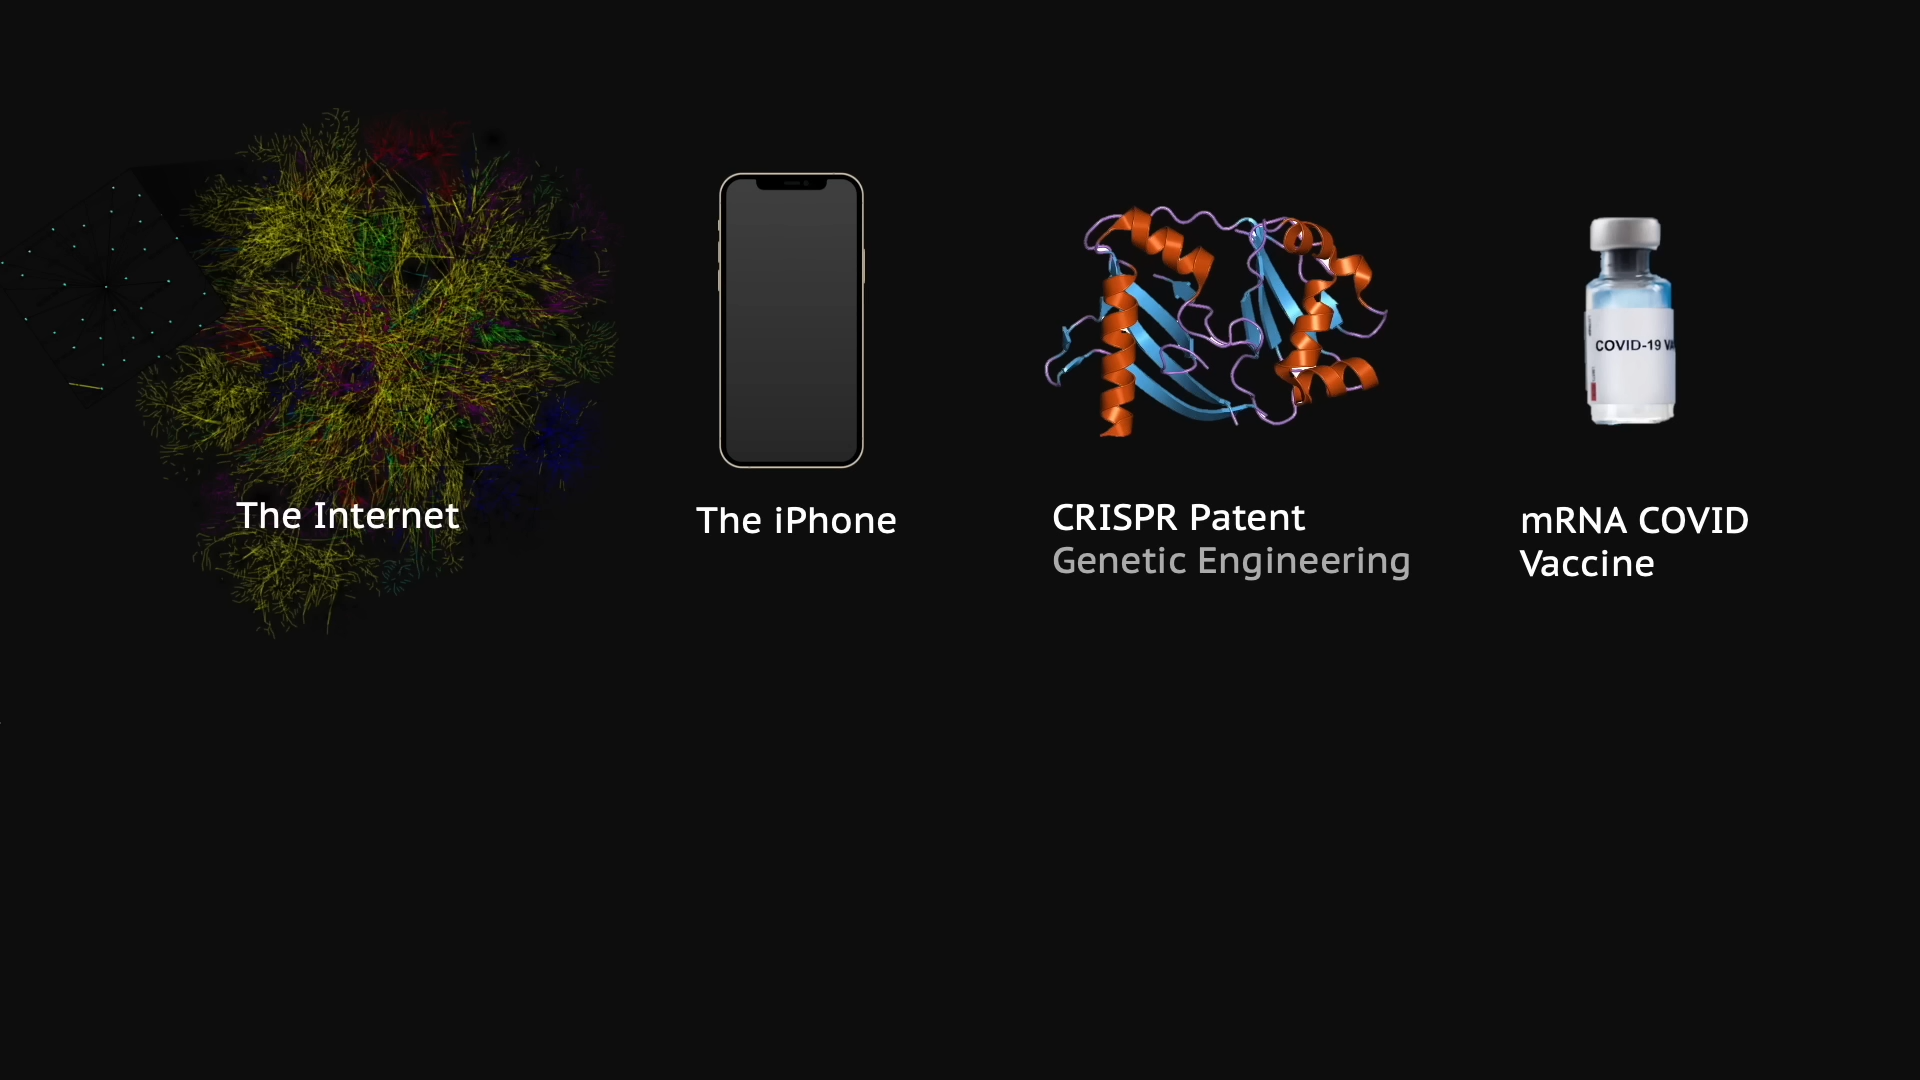 The Internet
The iPhone
CRISPR Patent
Genetic Engineering
mRNA COVID
Vaccine
COVID-19